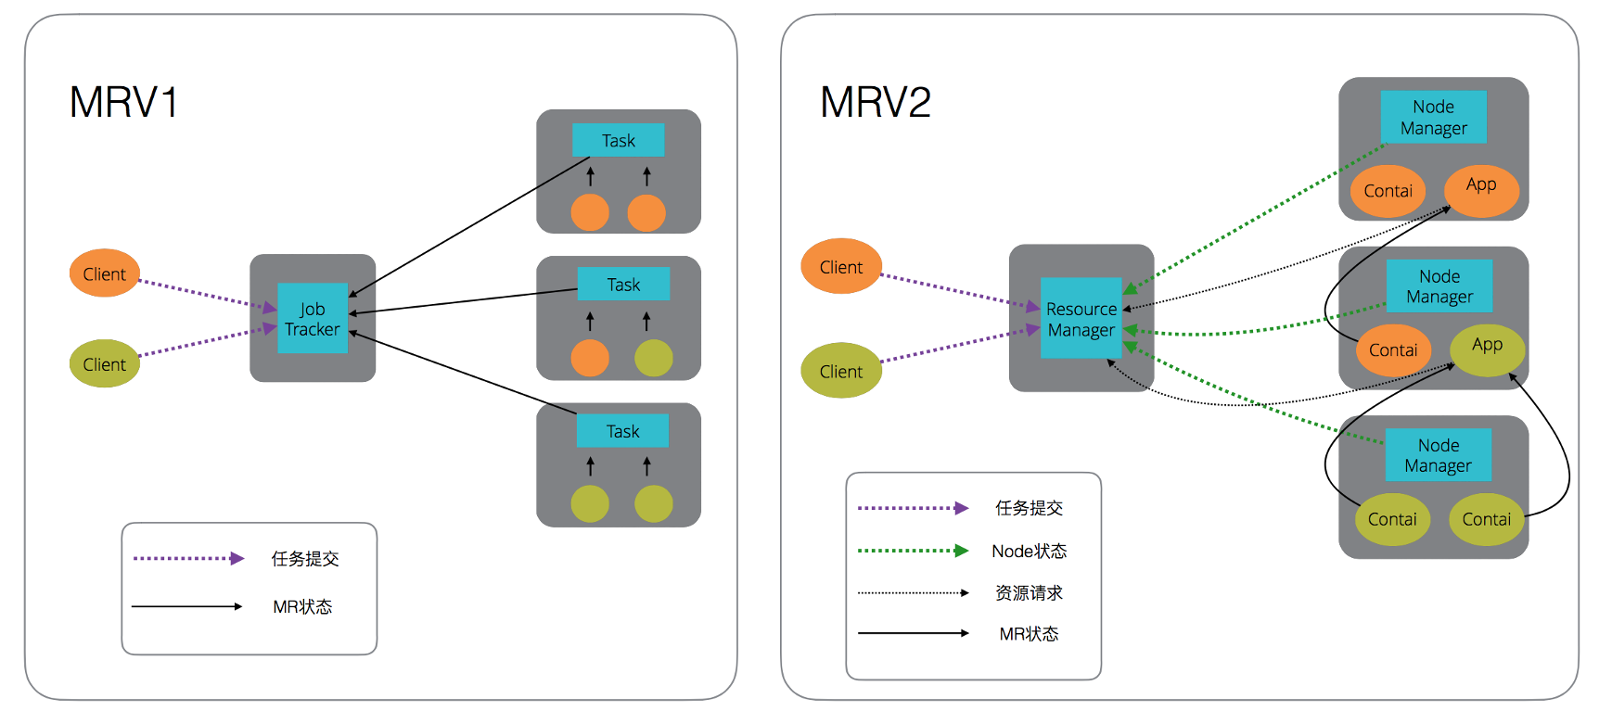 MRV1
Task
Task
Task
Client
Client
Job
Tracker
任务提交
MR状态
MRV2
Node
Manager
Contai
App
Node
Manager
Contai
App
Node
Manager
Contai
Contai
Client
Client
Resource
Manager
任务提交
Node状态
资源请求
MR状态